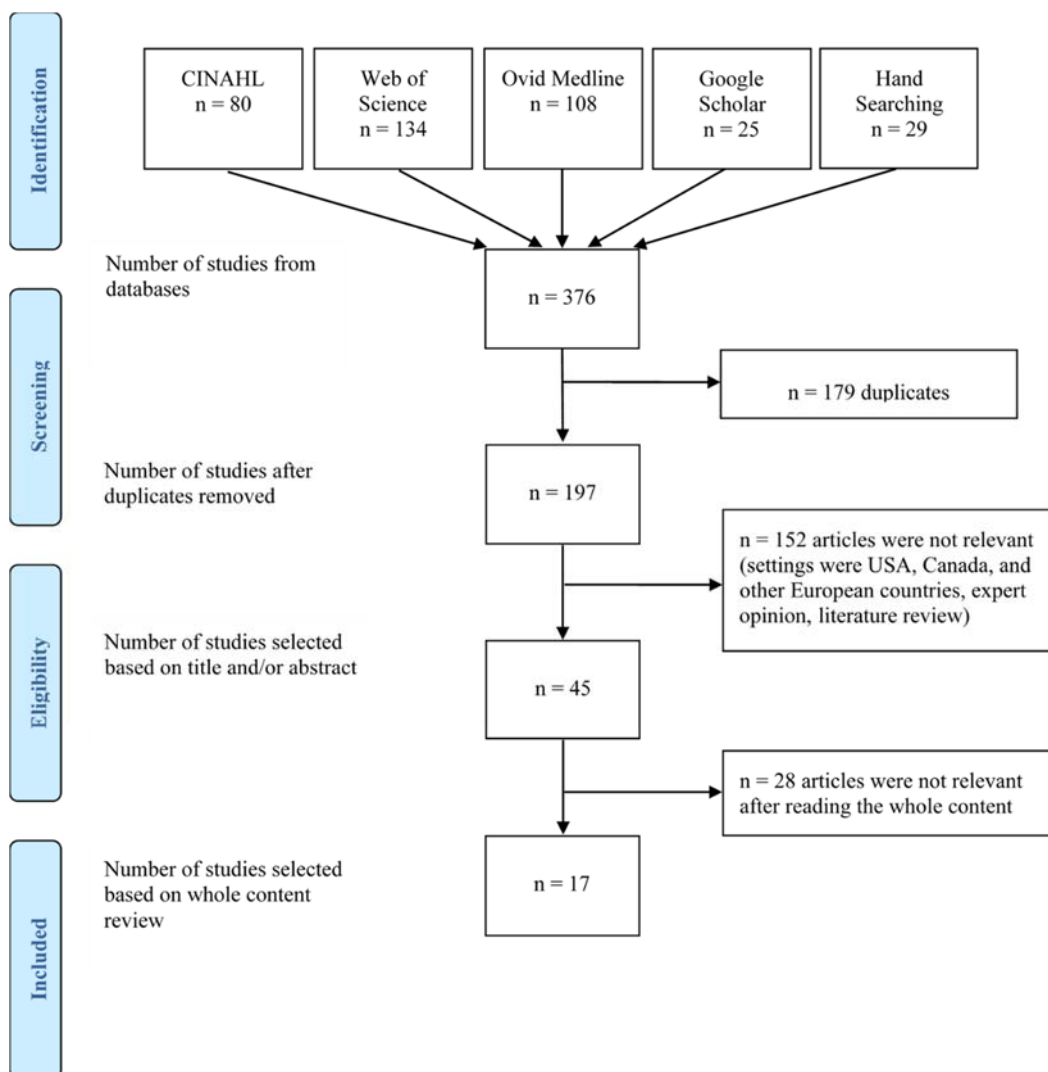 Identification
CINAHL
n = 80
Web of
Science
n = 134
Ovid Medline
n = 108
Google
Scholar
n = 25
Hand
Searching
n = 29
Number of studies from
databases
n = 376
Screening
n = 179 duplicates
Number of studies after
duplicates removed
n = 197
n = 152 articles were not relevant
(settings were USA, Canada, and
other European countries, expert
opinion, literature review)
Eligibility
Number of studies selected
based on title and/or abstract
n = 45
n = 28 articles were not relevant
after reading the whole content
Included
Number of studies selected
based on whole content
review
n = 17